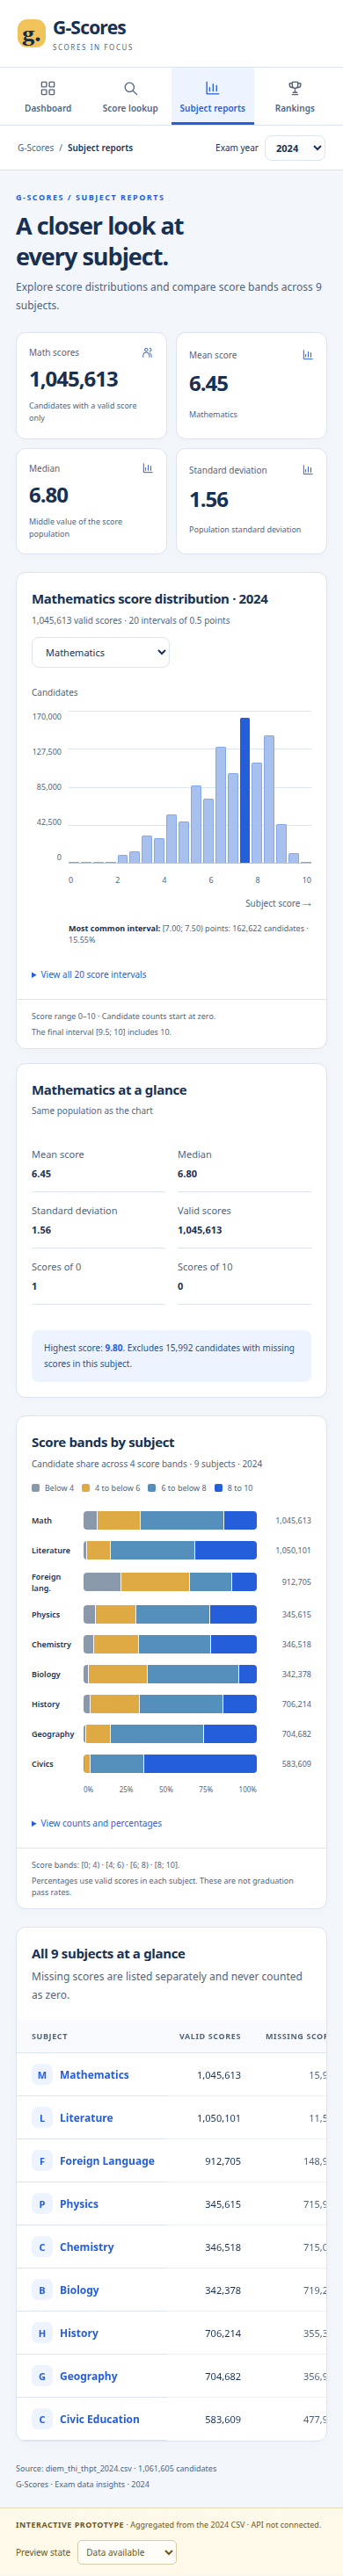 g. G-Scores
SCORES IN FOCUS
Dashboard Score lookup Subject reports Rankings
G-Scores / Subject reports Exam year 2024
G-SCORES / SUBJECT REPORTS
A closer look at
every subject.
Explore score distributions and compare score bands across 9
subjects.
Math scores
1,045,613
Candidates with a valid score
only
Mean score
6.45
Mathematics
Median
6.80
Middle value of the score
population
Standard deviation
1.56
Population standard deviation
Mathematics score distribution · 2024
1,045,613 valid scores · 20 intervals of 0.5 points
Mathematics
Candidates
170,000
127,500
85,000
42,500
0
0 2 4 6 8 10
Subject score →
Most common interval: [7.00; 7.50) points: 162,622 candidates ·
15.55%
View all 20 score intervals
Score range 0–10 · Candidate counts start at zero.
The final interval [9.5; 10] includes 10.
Mathematics at a glance
Same population as the chart
Mean score
6.45
Median
6.80
Standard deviation
1.56
Valid scores
1,045,613
Scores of 0
1
Scores of 10
0
Highest score: 9.80. Excludes 15,992 candidates with missing
scores in this subject.
Score bands by subject
Candidate share across 4 score bands · 9 subjects · 2024
Below 4 4 to below 6 6 to below 8 8 to 10
Math 1,045,613
Literature 1,050,101
Foreign
lang. 912,705
Physics 345,615
Chemistry 346,518
Biology 342,378
History 706,214
Geography 704,682
Civics 583,609
0% 25% 50% 75% 100%
View counts and percentages
Score bands: [0; 4) · [4; 6) · [6; 8) · [8; 10].
Percentages use valid scores in each subject. These are not graduation
pass rates.
All 9 subjects at a glance
Missing scores are listed separately and never counted
as zero.
SUBJECT VALID SCORES MISSING SCOR
M Mathematics 1,045,613 15,9
L Literature 1,050,101 11,5
F Foreign Language 912,705 148,9
P Physics 345,615 715,9
C Chemistry 346,518 715,0
B Biology 342,378 719,2
H History 706,214 355,3
G Geography 704,682 356,9
C Civic Education 583,609 477,9
Source: diem_thi_thpt_2024.csv · 1,061,605 candidates
G-Scores · Exam data insights · 2024
INTERACTIVE PROTOTYPE · Aggregated from the 2024 CSV · API not connected.
Preview state Data available